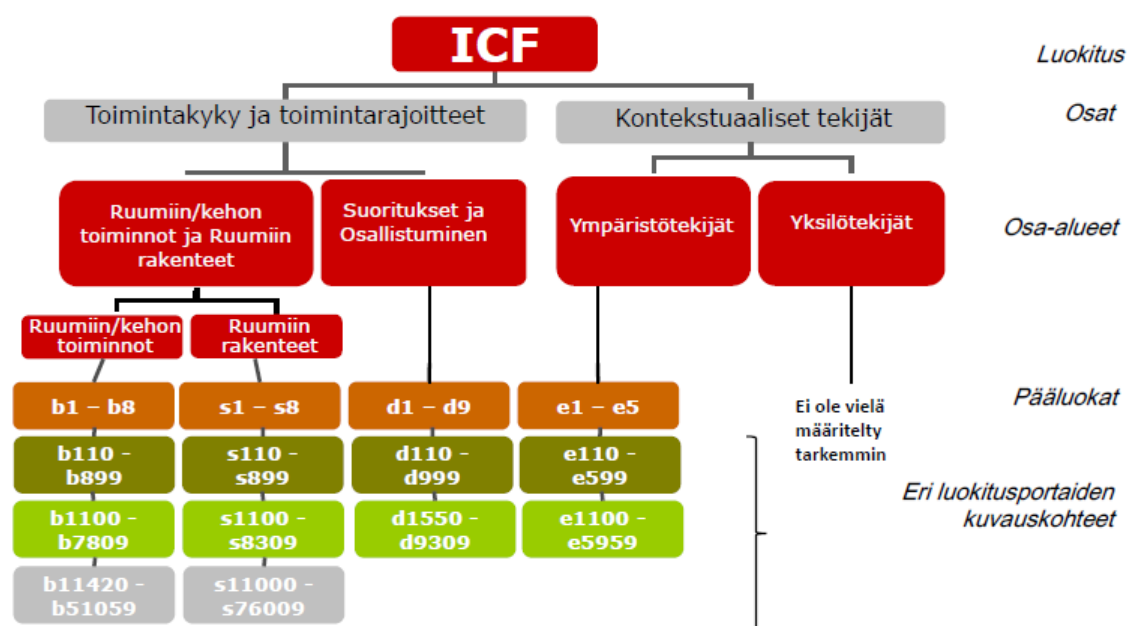 ICF
Luokitus
Toimintakyky ja toimintarajoitteet
Kontekstuaaliset tekijät
Osat
Ruumiin/kehon
toiminnot ja Ruumiin
rakenteet
Suoritukset ja
Osallistuminen
Ympäristötekijät
Yksilötekijät
Osa-alueet
Ruumiin/kehon
toiminnot
Ruumiin
rakenteet
b1 – b8
s1 – s8
d1 – d9
e1 – e5
Ei ole vielä
määritelty
tarkemmin
Pääluokat
b110 -
b899
s110 -
s899
d110 -
d999
e110 -
e599
Eri luokitusportaiden
kuvauskohteet
b1100 -
b7809
s1100 -
s8309
d1550 -
d9309
e1100 -
e5959
b11420 -
b51059
s11000 -
s76009